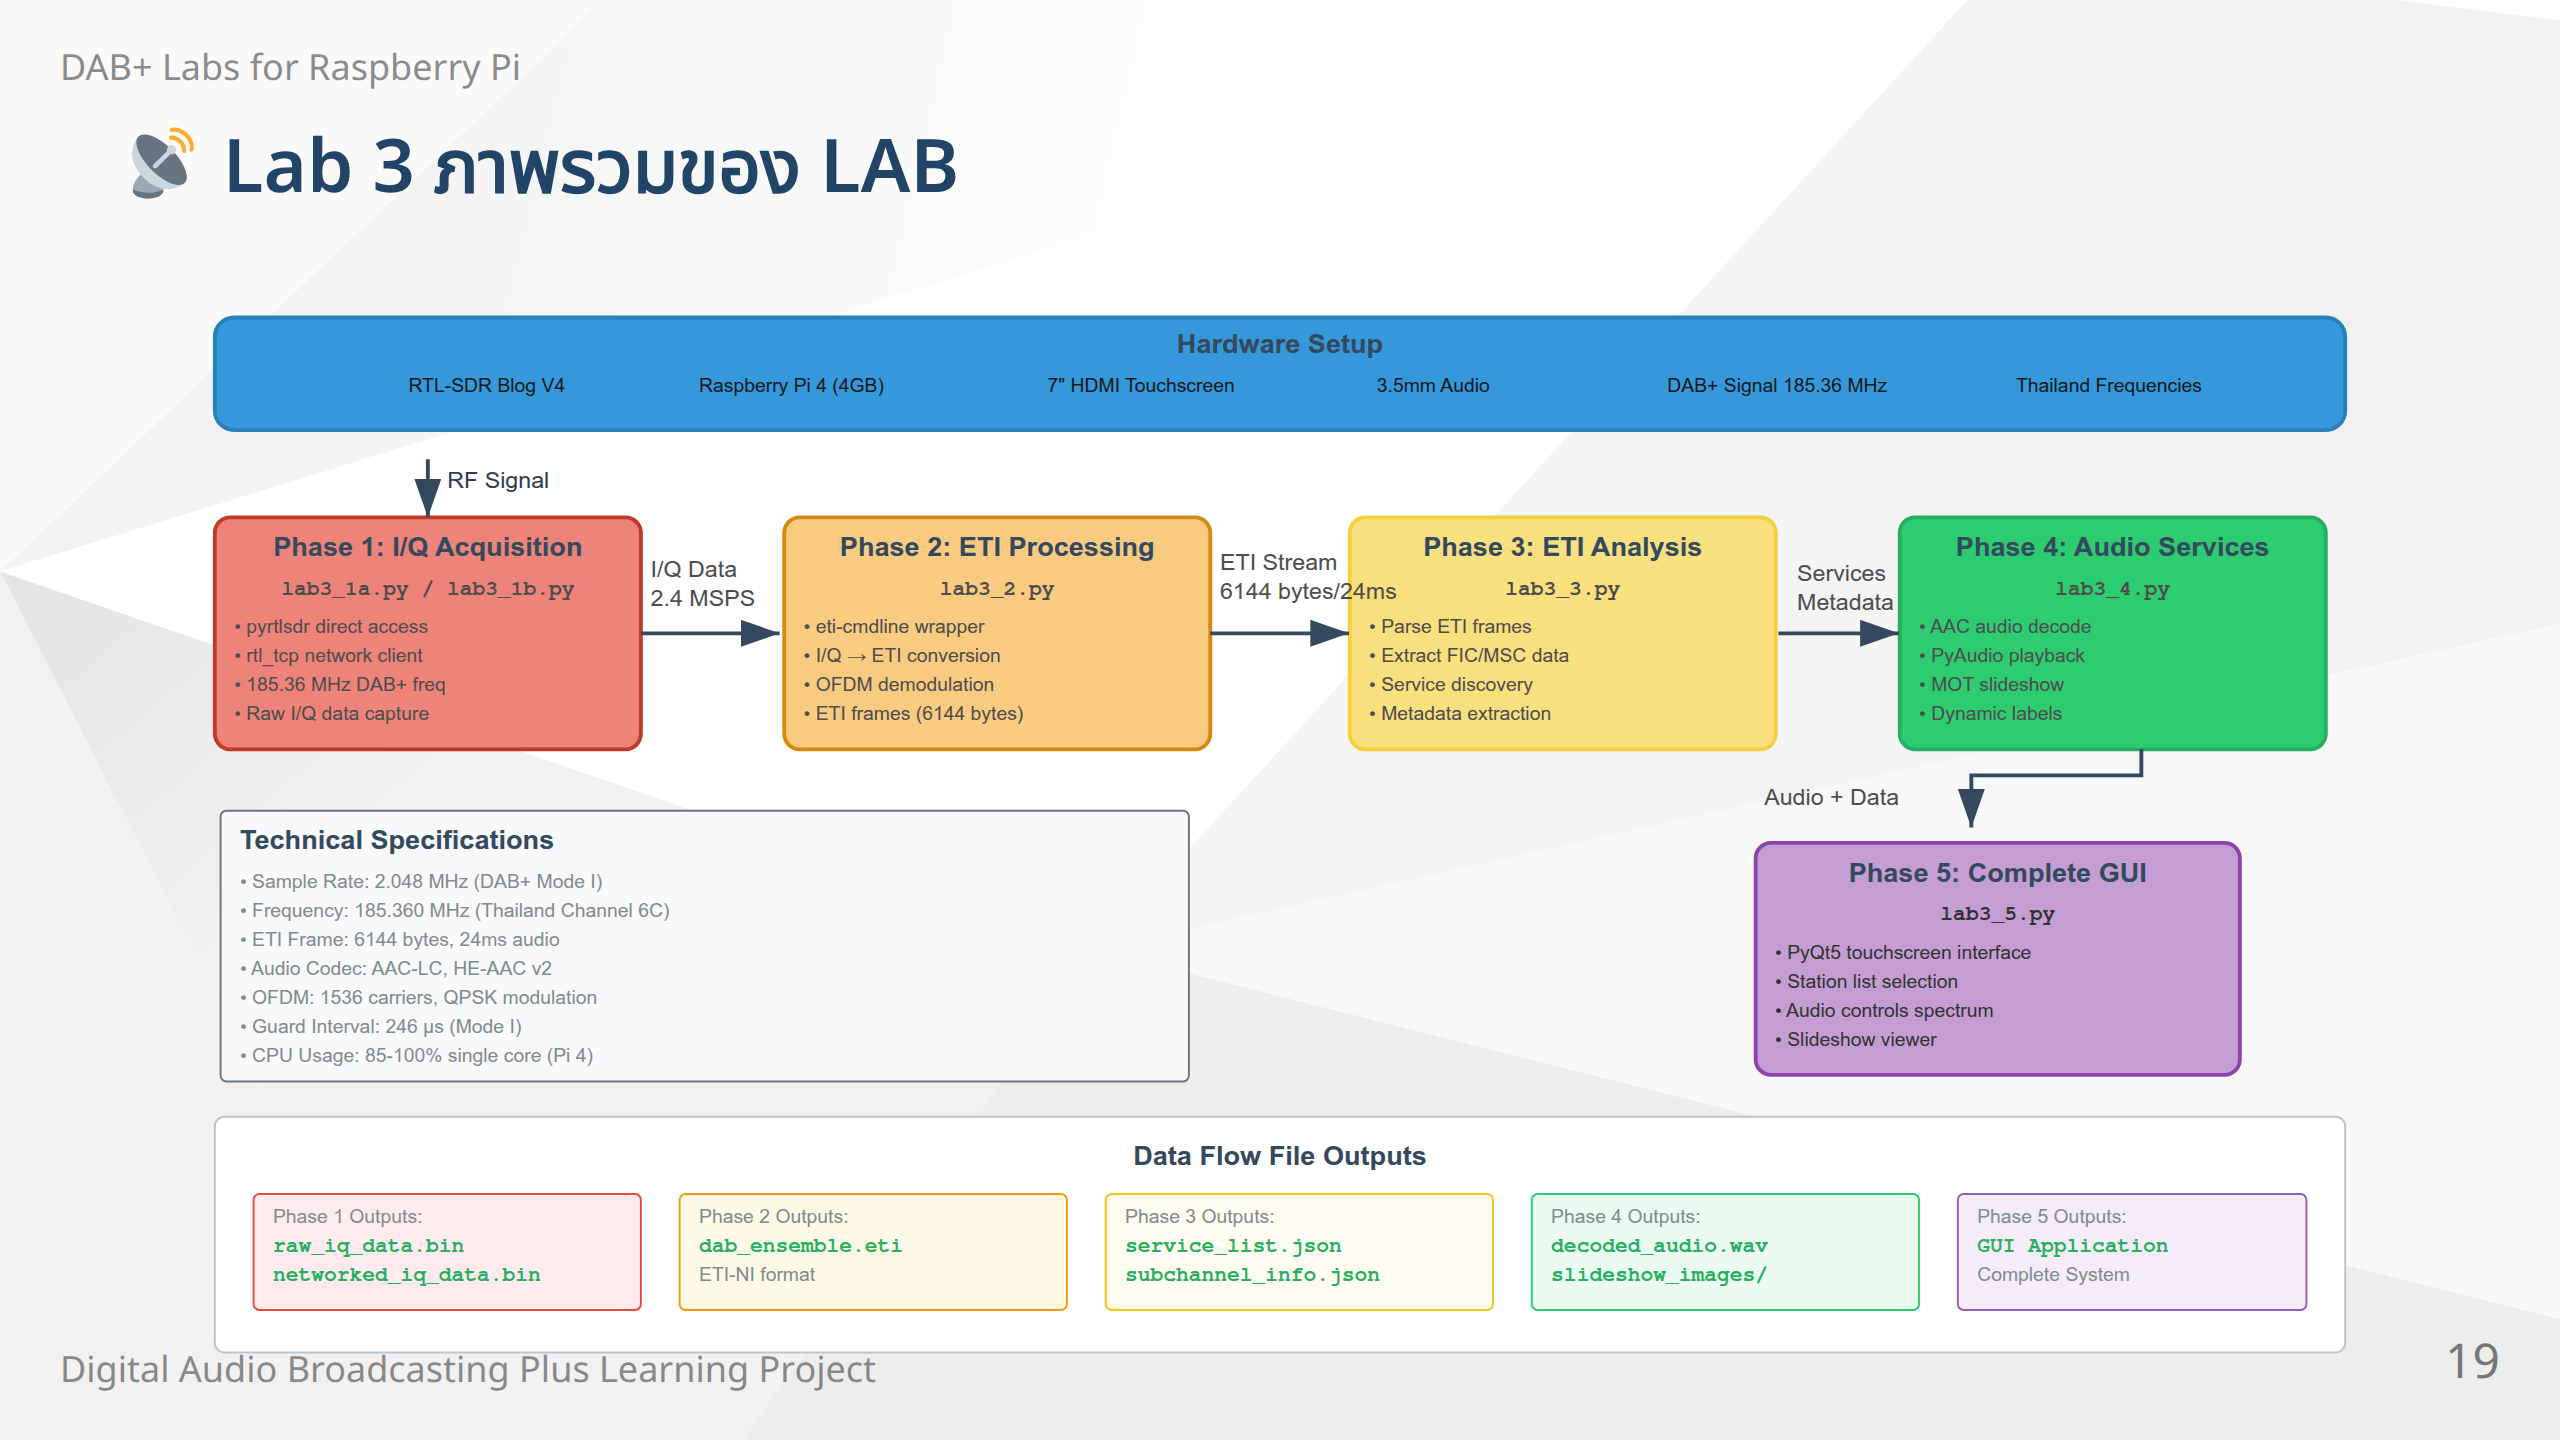 DAB+ Labs for Raspberry Pi
Lab 3 ภาพรวมของ LAB
Hardware Setup
RTL-SDR Blog V4
Raspberry Pi 4 (4GB)
7" HDMI Touchscreen
3.5mm Audio
DAB+ Signal 185.36 MHz
Thailand Frequencies
RF Signal
Phase 1: I/Q Acquisition
lab3_1a.py / lab3_1b.py
• pyrtlsdr direct access
• rtl_tcp network client
• 185.36 MHz DAB+ freq
• Raw I/Q data capture
I/Q Data
2.4 MSPS
Phase 2: ETI Processing
lab3_2.py
• eti-cmdline wrapper
• I/Q → ETI conversion
• OFDM demodulation
• ETI frames (6144 bytes)
ETI Stream
6144 bytes/24ms
Phase 3: ETI Analysis
lab3_3.py
• Parse ETI frames
• Extract FIC/MSC data
• Service discovery
• Metadata extraction
Services
Metadata
Phase 4: Audio Services
lab3_4.py
• AAC audio decode
• PyAudio playback
• MOT slideshow
• Dynamic labels
Audio + Data
Phase 5: Complete GUI
lab3_5.py
• PyQt5 touchscreen interface
• Station list selection
• Audio controls spectrum
• Slideshow viewer
Technical Specifications
• Sample Rate: 2.048 MHz (DAB+ Mode I)
• Frequency: 185.360 MHz (Thailand Channel 6C)
• ETI Frame: 6144 bytes, 24ms audio
• Audio Codec: AAC-LC, HE-AAC v2
• OFDM: 1536 carriers, QPSK modulation
• Guard Interval: 246 μs (Mode I)
• CPU Usage: 85-100% single core (Pi 4)
Data Flow File Outputs
Phase 1 Outputs:
raw_iq_data.bin
networked_iq_data.bin
Phase 2 Outputs:
dab_ensemble.eti
ETI-NI format
Phase 3 Outputs:
service_list.json
subchannel_info.json
Phase 4 Outputs:
decoded_audio.wav
slideshow_images/
Phase 5 Outputs:
GUI Application
Complete System
Digital Audio Broadcasting Plus Learning Project
19